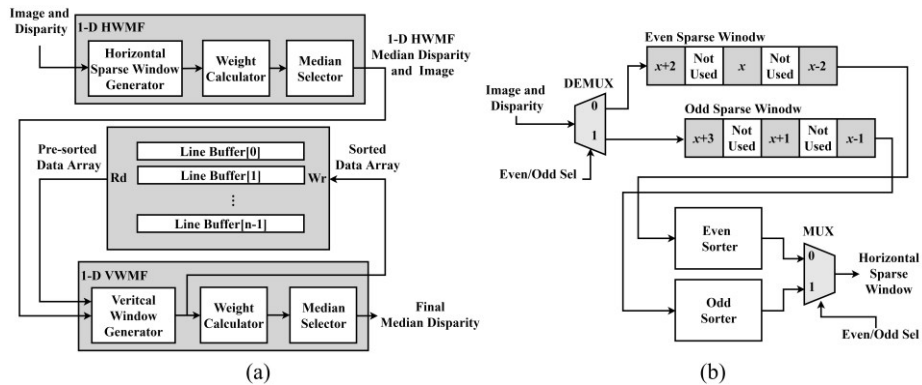 1-D HWMF
Image and
Disparity
Horizontal
Sparse Window
Generator
Weight
Calculator
Median
Selector
1-D HWMF
Median Disparity
and Image
Pre-sorted
Data Array
Rd
Line Buffer[0]
Line Buffer[1]
⋮
Line Buffer[n-1]
Wr
Sorted
Data Array
1-D VWMF
Veritcal
Window
Generator
Weight
Calculator
Median
Selector
Final
Median Disparity
(a)
Even Sparse Winodw
x+2 Not Used x Not Used x-2
DEMUX
Image and
Disparity
0
1
Even/Odd Sel
Odd Sparse Winodw
x+3 Not Used x+1 Not Used x-1
Even
Sorter
Odd
Sorter
MUX
0
1
Horizontal
Sparse
Window
Even/Odd Sel
(b)